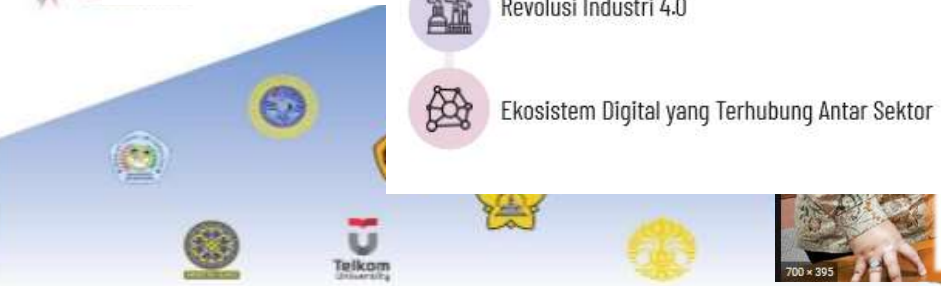 Revolusi Industri 4.0
Ekosistem Digital yang Terhubung Antar Sektor
Telkom
University
700 × 395